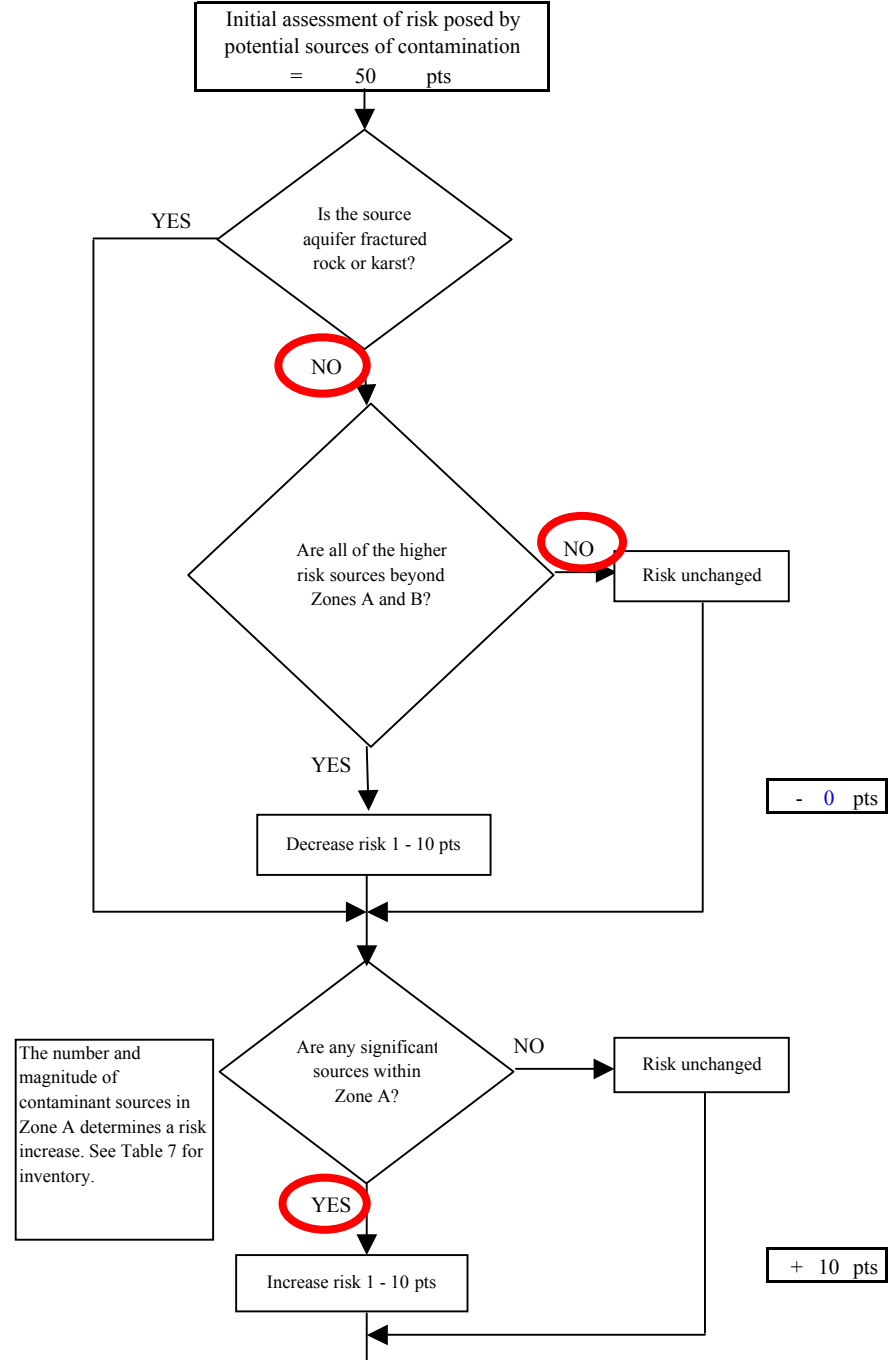 Initial assessment of risk posed by
potential sources of contamination
= 50 pts
YES
Is the source
aquifer fractured
rock or karst?
NO
Are all of the higher
risk sources beyond
Zones A and B?
NO
Risk unchanged
YES
- 0 pts
Decrease risk 1 - 10 pts
The number and
magnitude of
contaminant sources in
Zone A determines a risk
increase. See Table 7 for
inventory.
Are any significant
sources within
Zone A?
NO
Risk unchanged
YES
Increase risk 1 - 10 pts
+ 10 pts